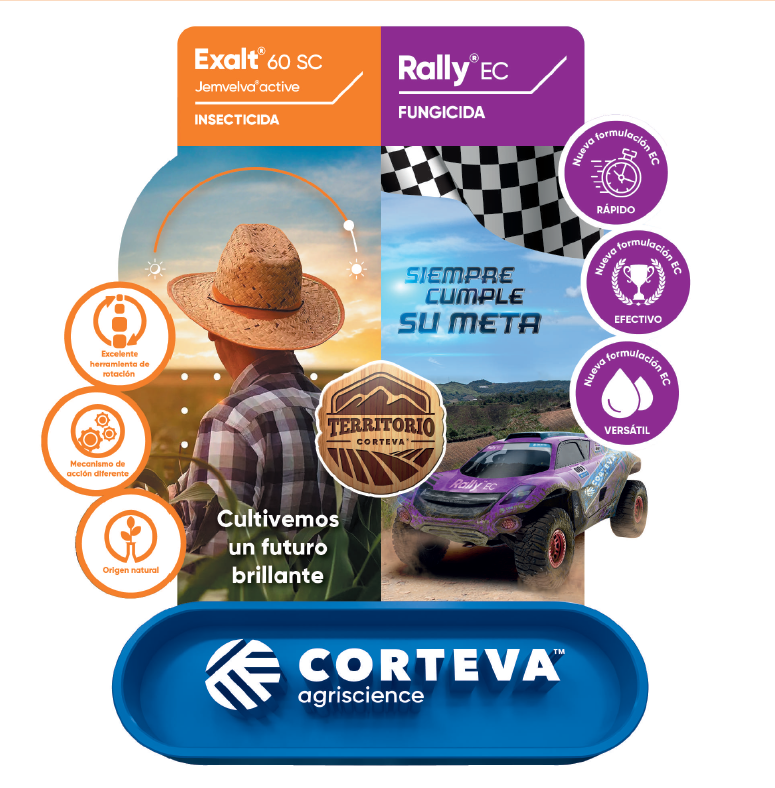 Exalt® 60 SC
Jemvelva® active
INSECTICIDA
Rally® EC
FUNGICIDA
Nueva formulación EC
RÁPIDO
Nueva formulación EC
EFECTIVO
Nueva formulación EC
VERSÁTIL
SIEMPRE
CUMPLE
SU META
Excelente
herramienta de
rotación
Mecanismo de
acción diferente
Origen natural
TERRITORIO
CORTEVA
Rally EC
CORTEVA
Cultivemos
un futuro
brillante
CORTEVA™
agriscience